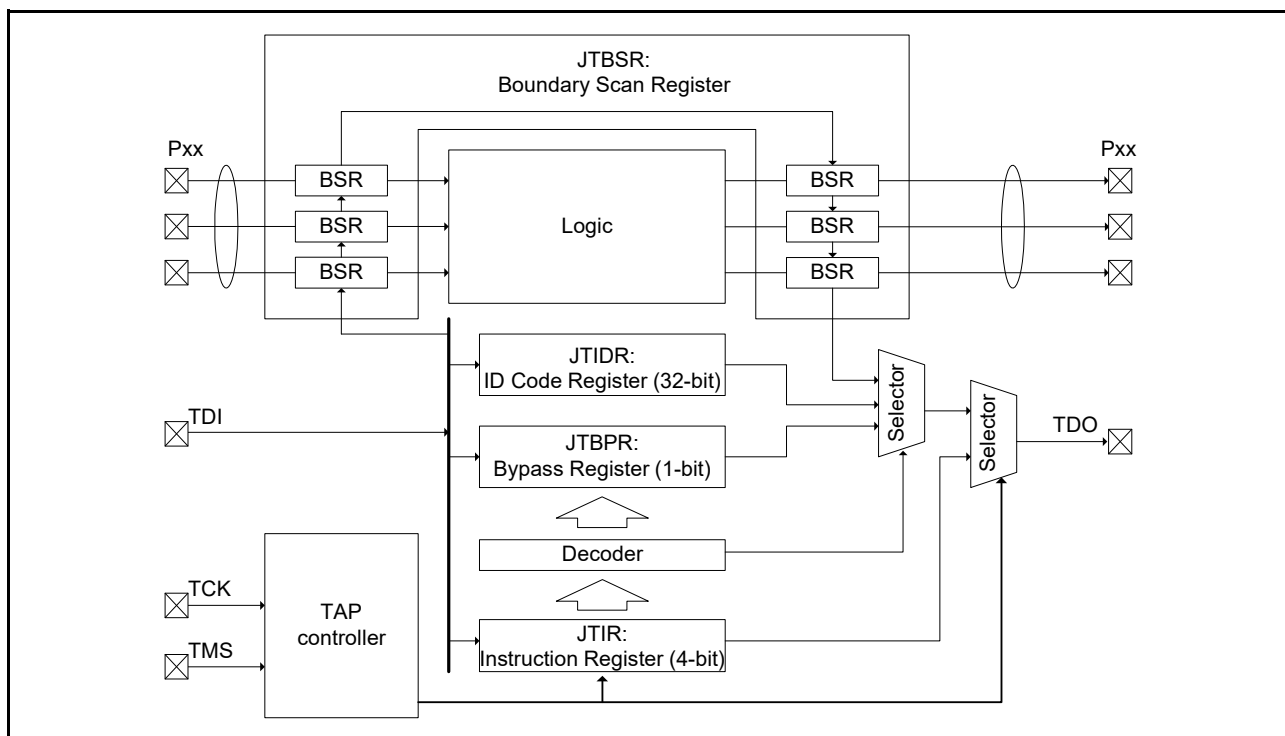 JTBSR:
Boundary Scan Register
Pxx
Pxx
BSR
BSR
BSR
BSR
BSR
BSR
Logic
JTIDR:
ID Code Register (32-bit)
TDI
JTBPR:
Bypass Register (1-bit)
Selector
Selector
TDO
Decoder
TCK
TMS
TAP
controller
JTIR:
Instruction Register (4-bit)